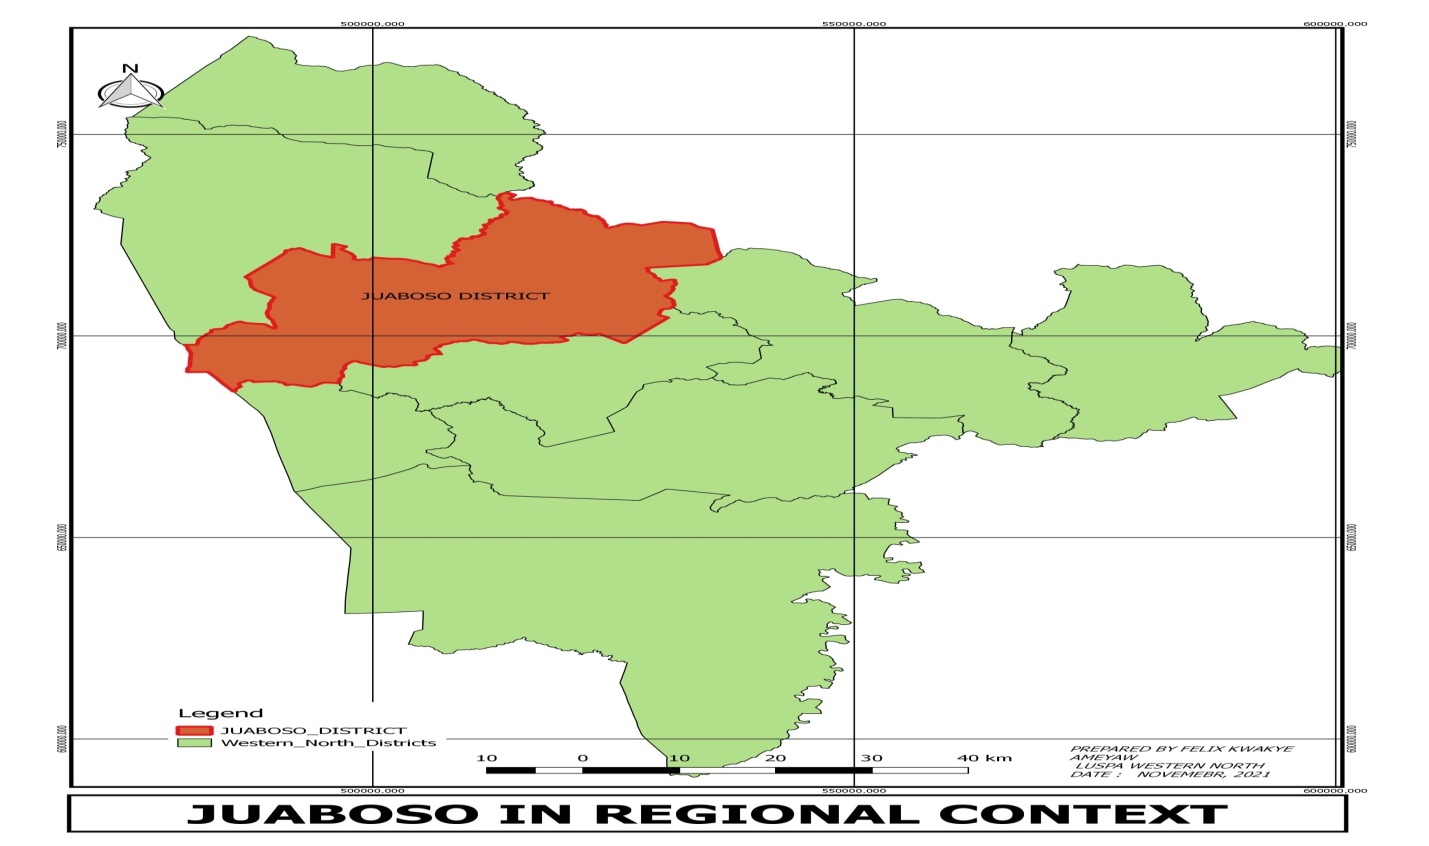 500000.000 550000.000 600000.000
N
750000.000 750000.000
JUABOSO DISTRICT
700000.000 700000.000
650000.000 650000.000
Legend
JUABOSO_DISTRICT
Western_North_Districts
600000.000 600000.000
10 0 10 20 30 40 km
PREPARED BY FELIX KWAKYE
AMEYAW
LUSPA WESTERN NORTH
DATE : NOVEMEBR, 2021
500000.000 550000.000 600000.000
JUABOSO IN REGIONAL CONTEXT